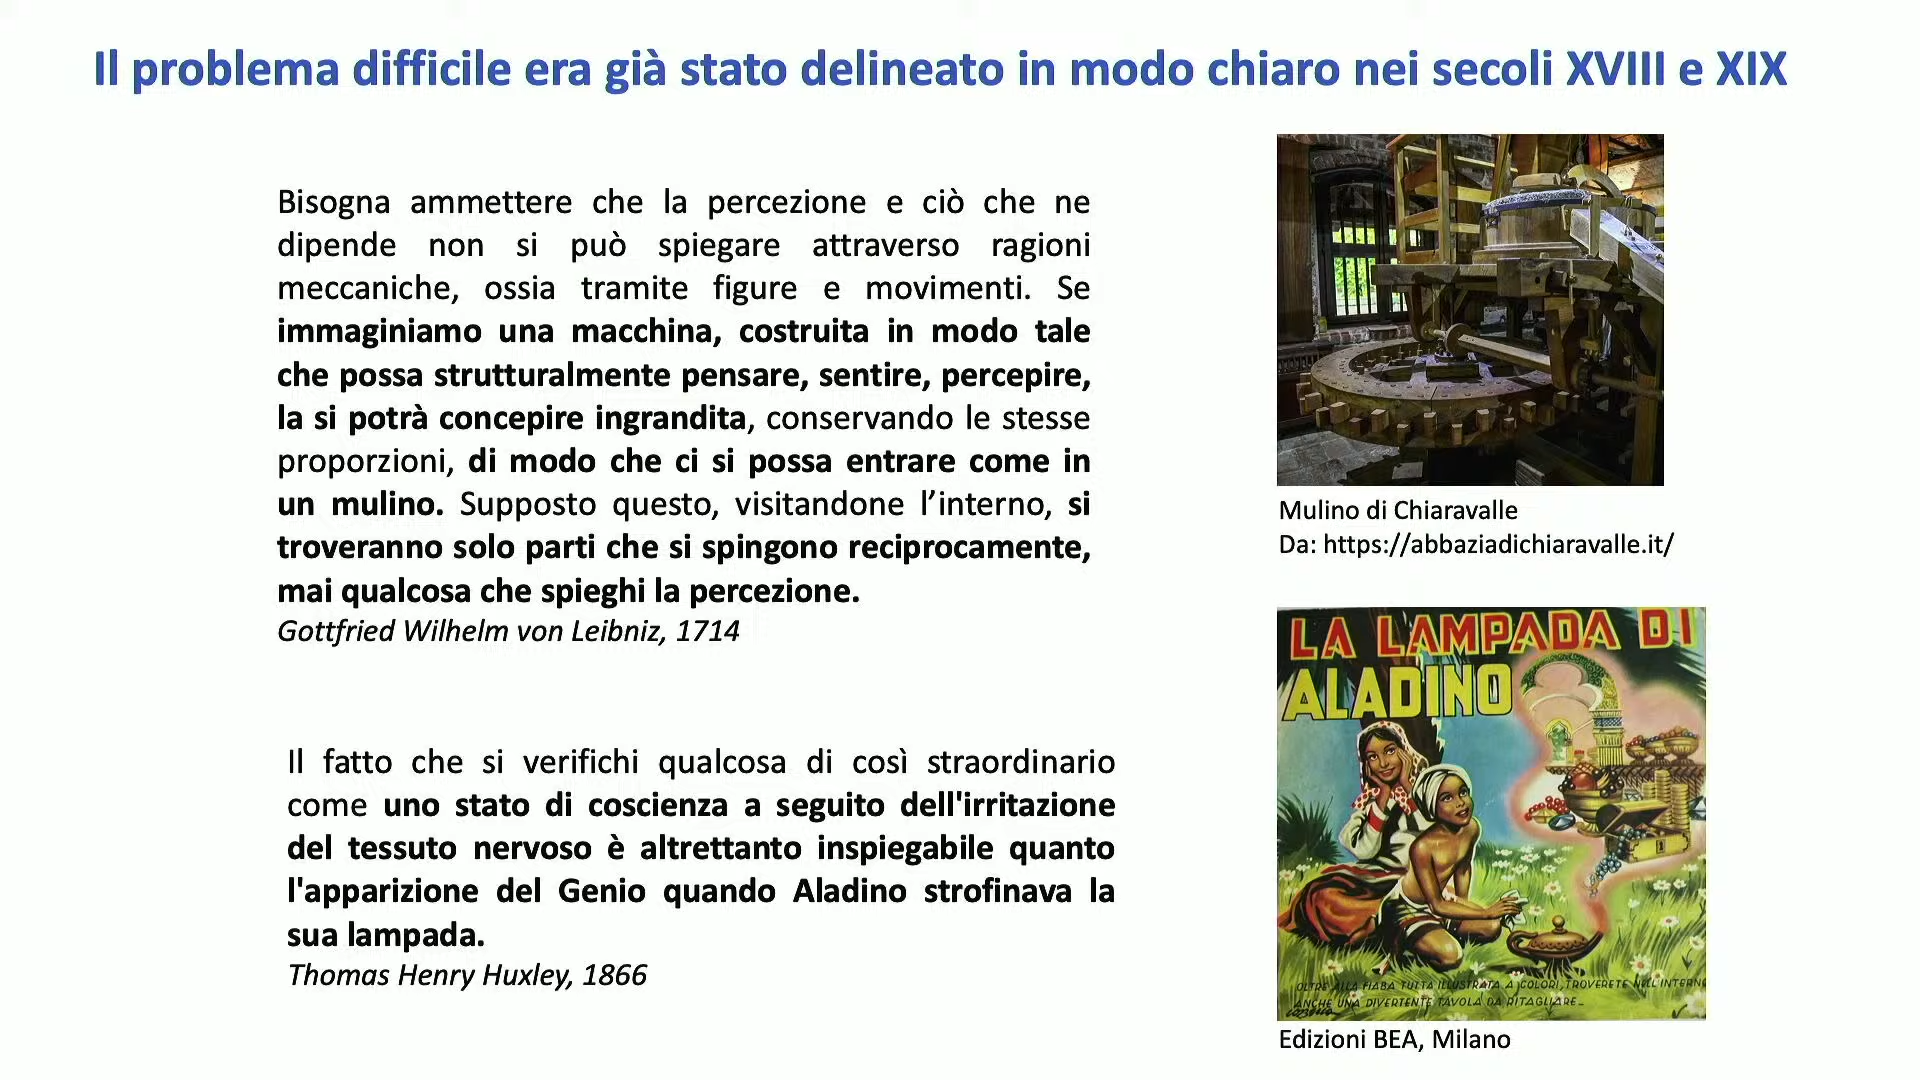 Il problema difficile era già stato delineato in modo chiaro nei secoli XVIII e XIX
Bisogna ammettere che la percezione e ciò che ne
dipende non si può spiegare attraverso ragioni
meccaniche, ossia tramite figure e movimenti. Se
immaginiamo una macchina, costruita in modo tale
che possa strutturalmente pensare, sentire, percepire,
la si potrà concepire ingrandita, conservando le stesse
proporzioni, di modo che ci si possa entrare come in
un mulino. Supposto questo, visitandone l’interno, si
troveranno solo parti che si spingono reciprocamente,
mai qualcosa che spieghi la percezione.
Gottfried Wilhelm von Leibniz, 1714
Il fatto che si verifichi qualcosa di così straordinario
come uno stato di coscienza a seguito dell'irritazione
del tessuto nervoso è altrettanto inspiegabile quanto
l'apparizione del Genio quando Aladino strofinava la
sua lampada.
Thomas Henry Huxley, 1866
Mulino di Chiaravalle
Da: https://abbaziadichiaravalle.it/
LA LAMPADA DI
ALADINO
OLTRE ALLA FIABA TUTTA ILLUSTRATA A COLORI, TROVERETE NELL'INTERNO
ANCHE UNA DIVERTENTE TAVOLA DA RITAGLIARE
Edizioni BEA, Milano